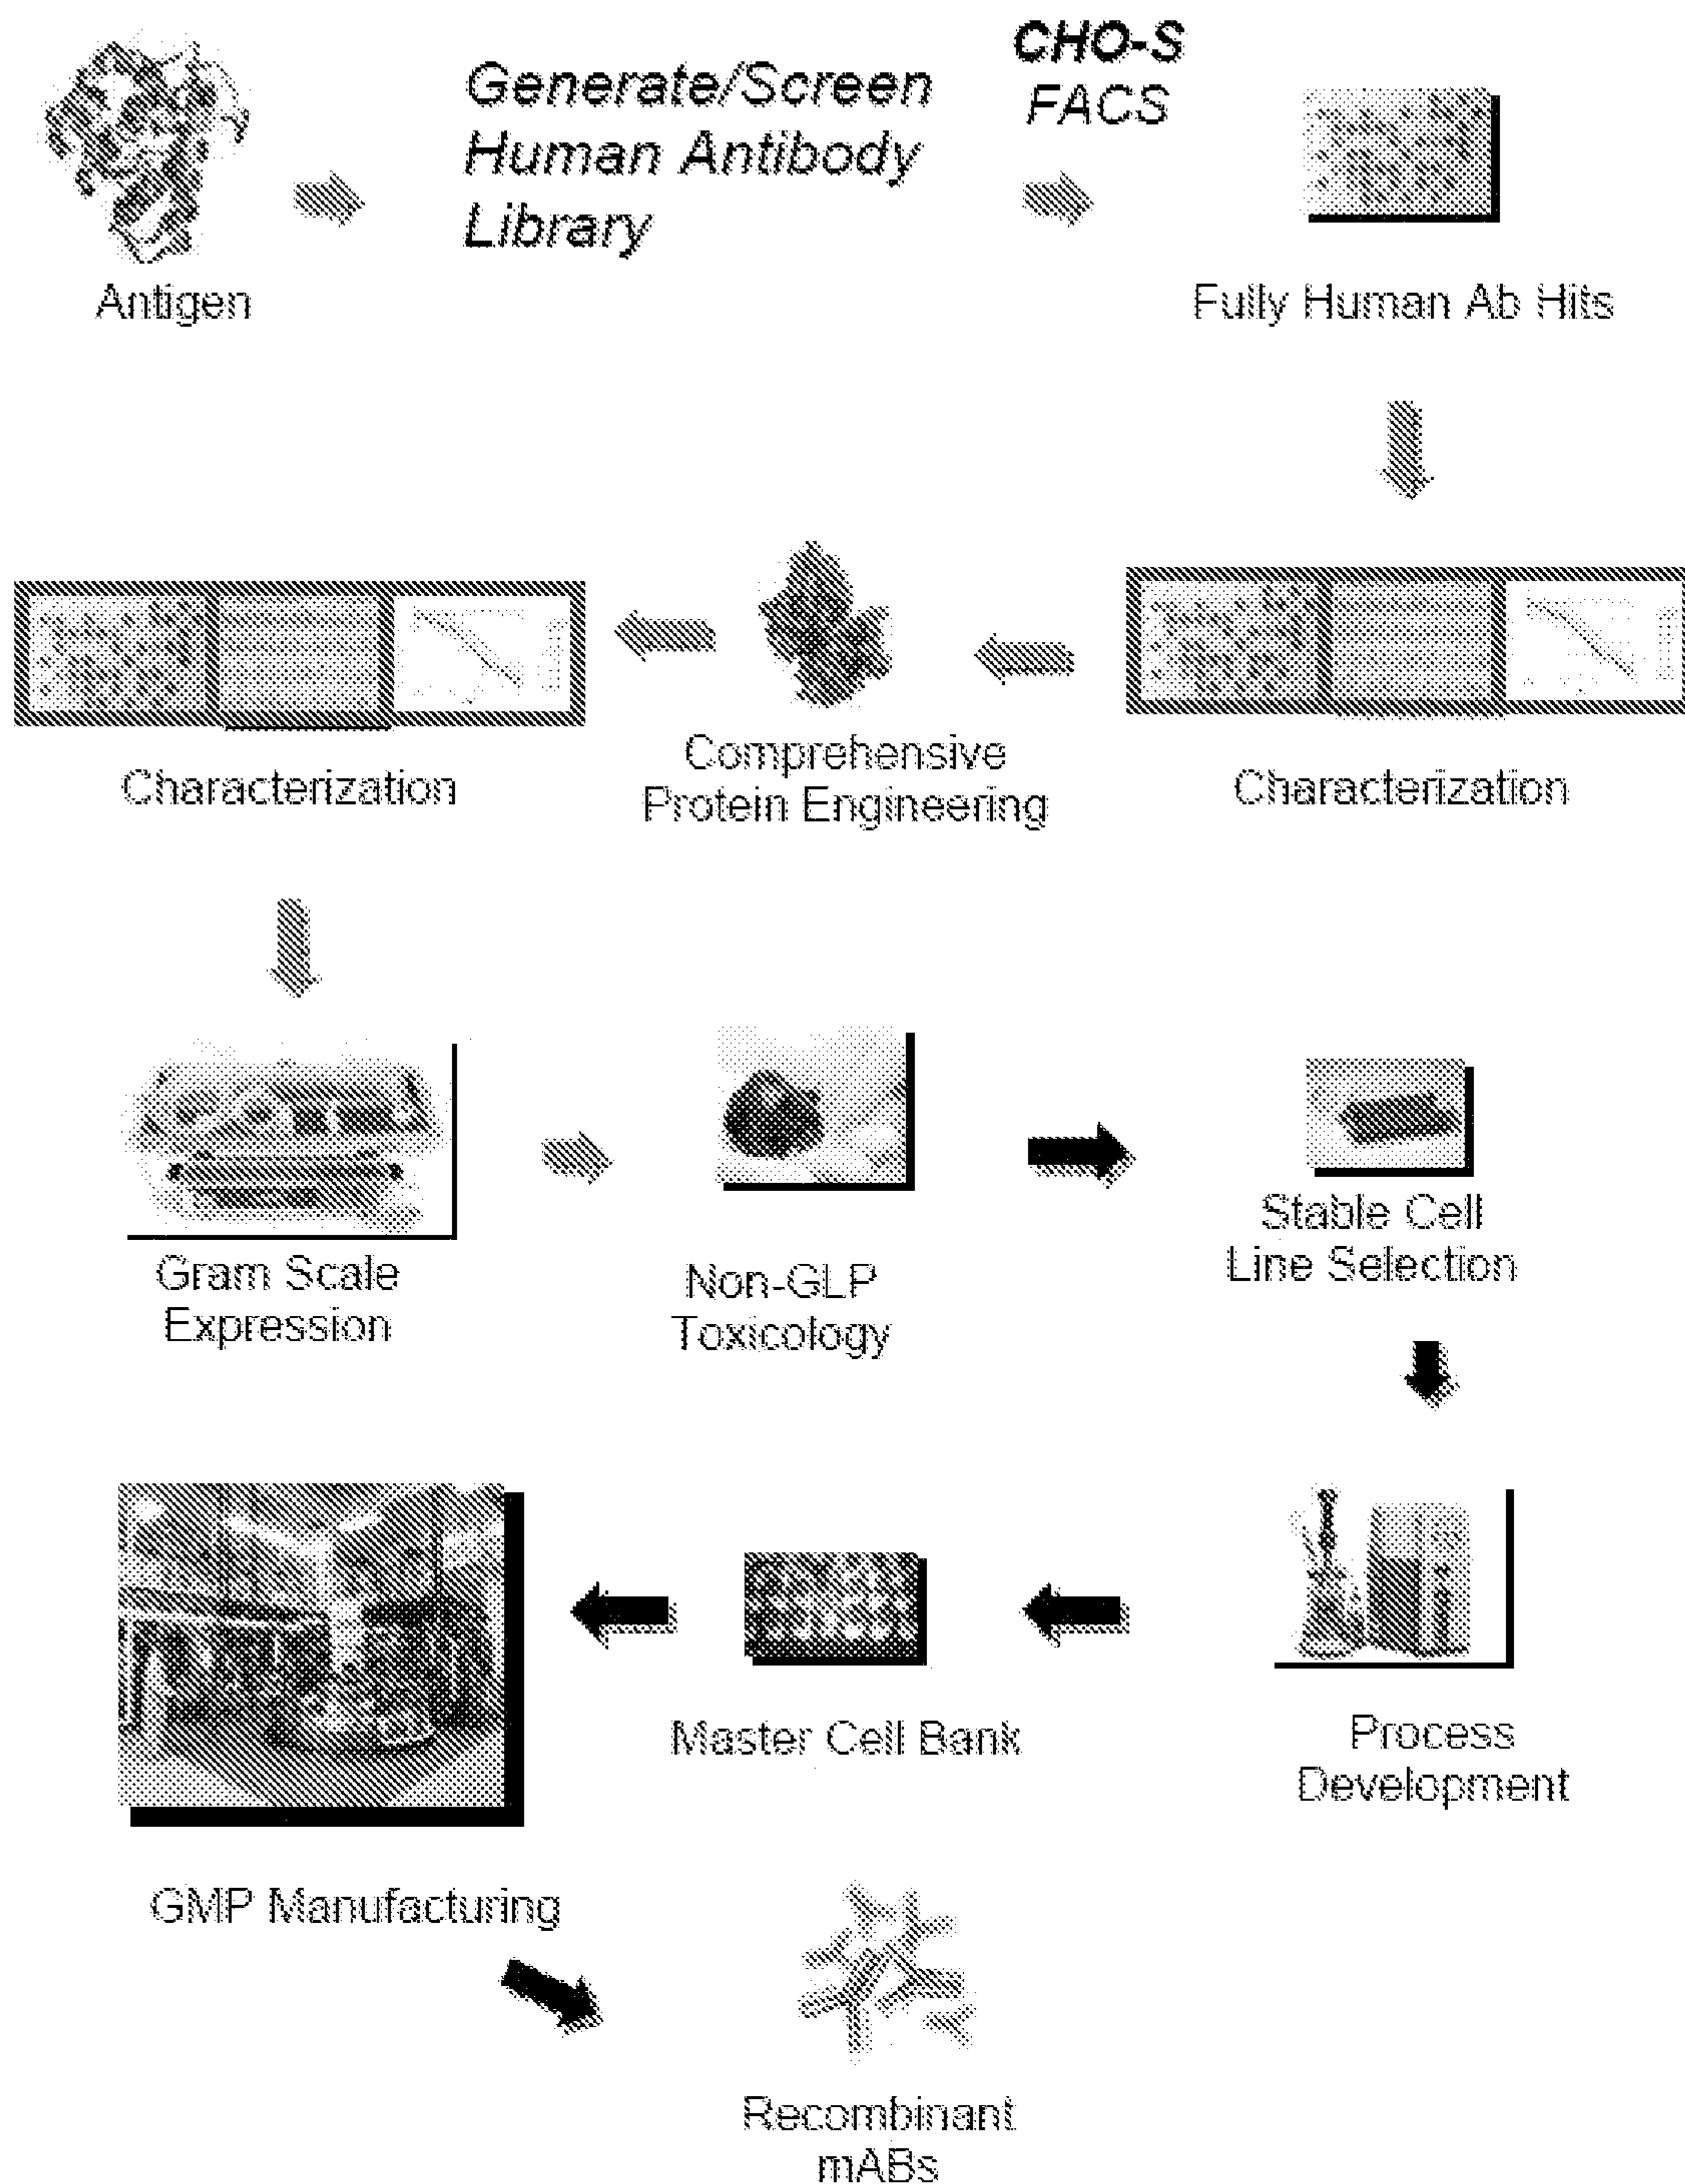 CHO-S
FACS
Generate/Screen
Human Antibody
Library
Antigen
Fully Human Ab Hits
Characterization
Comprehensive
Protein Engineering
Characterization
Gram Scale
Expression
Non-GLP
Toxicology
Stable Cell
Line Selection
GMP Manufacturing
Master Cell Bank
Process
Development
Recombinant
mABs